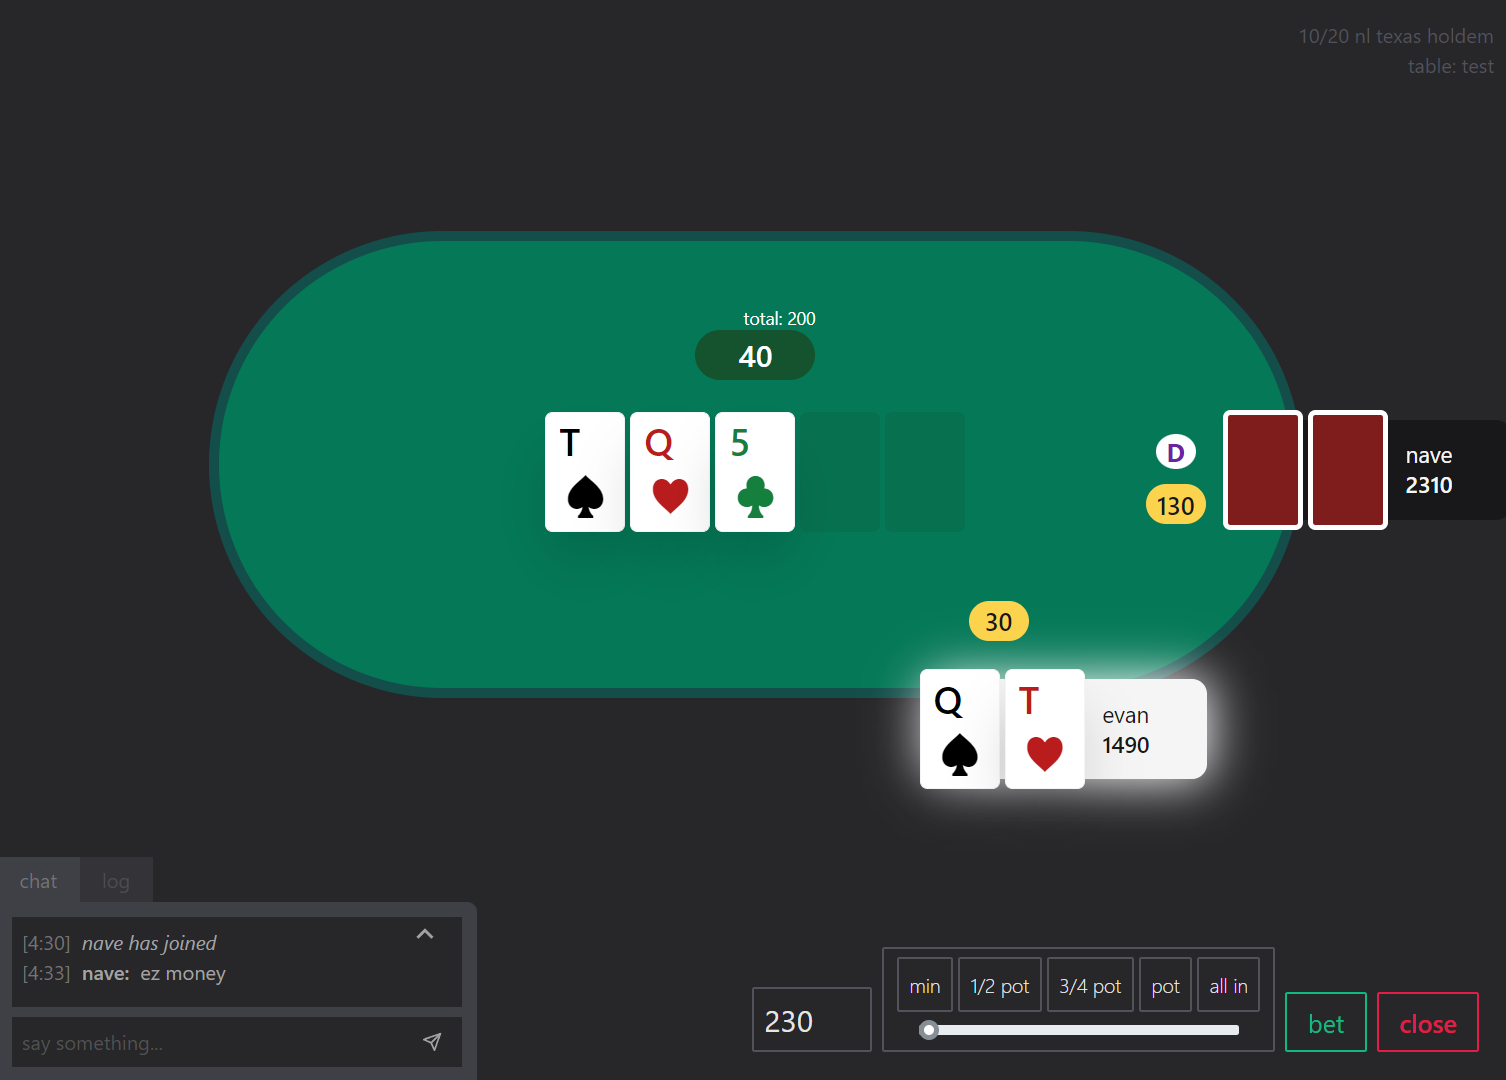 10/20 nl texas holdem
table: test
total: 200
40
T Q 5
D
130
nave
2310
30
Q T
evan
1490
chat log
[4:30] nave has joined
[4:33] nave: ez money
say something...
230
min 1/2 pot 3/4 pot pot all in
bet close